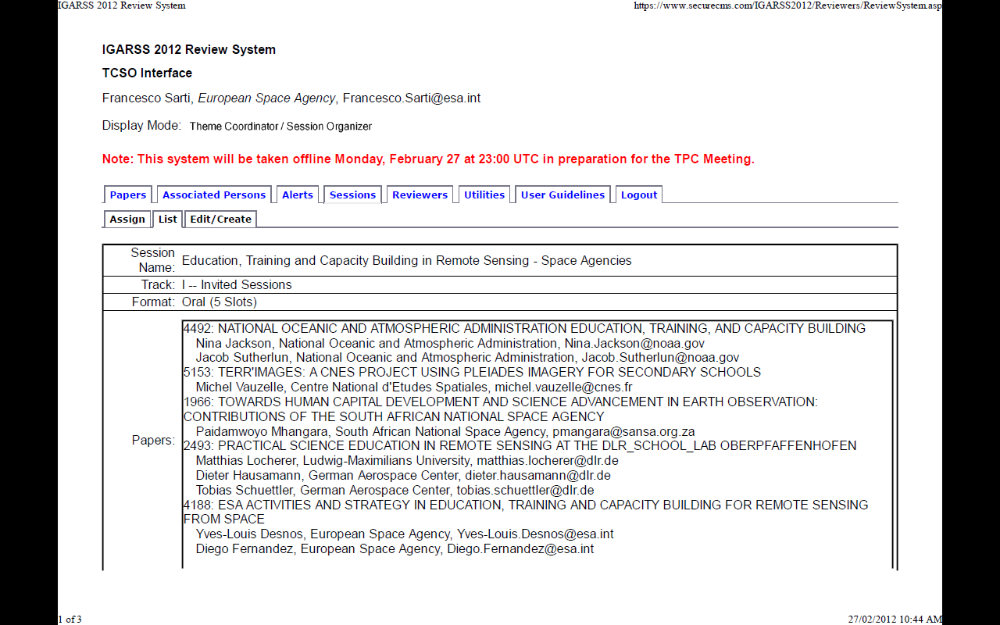 IGARSS 2012 Review System
https://www.securecms.com/IGARSS2012/Reviewers/ReviewSystem.asp
IGARSS 2012 Review System
TCSO Interface
Francesco Sarti, European Space Agency, Francesco.Sarti@esa.int
Display Mode: Theme Coordinator / Session Organizer
Note: This system will be taken offline Monday, February 27 at 23:00 UTC in preparation for the TPC Meeting.
Papers Associated Persons Alerts Sessions Reviewers Utilities User Guidelines Logout
Assign List Edit/Create
Session
Name: Education, Training and Capacity Building in Remote Sensing - Space Agencies
Track: I -- Invited Sessions
Format: Oral (5 Slots)
Papers:
4492: NATIONAL OCEANIC AND ATMOSPHERIC ADMINISTRATION EDUCATION, TRAINING, AND CAPACITY BUILDING
Nina Jackson, National Oceanic and Atmospheric Administration, Nina.Jackson@noaa.gov
Jacob Sutherlun, National Oceanic and Atmospheric Administration, Jacob.Sutherlun@noaa.gov
5153: TERR'IMAGES: A CNES PROJECT USING PLEIADES IMAGERY FOR SECONDARY SCHOOLS
Michel Vauzelle, Centre National d'Etudes Spatiales, michel.vauzelle@cnes.fr
1966: TOWARDS HUMAN CAPITAL DEVELOPMENT AND SCIENCE ADVANCEMENT IN EARTH OBSERVATION:
CONTRIBUTIONS OF THE SOUTH AFRICAN NATIONAL SPACE AGENCY
Paidamwoyo Mhangara, South African National Space Agency, pmangara@sansa.org.za
2493: PRACTICAL SCIENCE EDUCATION IN REMOTE SENSING AT THE DLR_SCHOOL_LAB OBERPFAFFENHOFEN
Matthias Locherer, Ludwig-Maximilians University, matthias.locherer@dlr.de
Dieter Hausamann, German Aerospace Center, dieter.hausamann@dlr.de
Tobias Schuettler, German Aerospace Center, tobias.schuettler@dlr.de
4188: ESA ACTIVITIES AND STRATEGY IN EDUCATION, TRAINING AND CAPACITY BUILDING FOR REMOTE SENSING
FROM SPACE
Yves-Louis Desnos, European Space Agency, Yves-Louis.Desnos@esa.int
Diego Fernandez, European Space Agency, Diego.Fernandez@esa.int
1 of 3
27/02/2012 10:44 AM